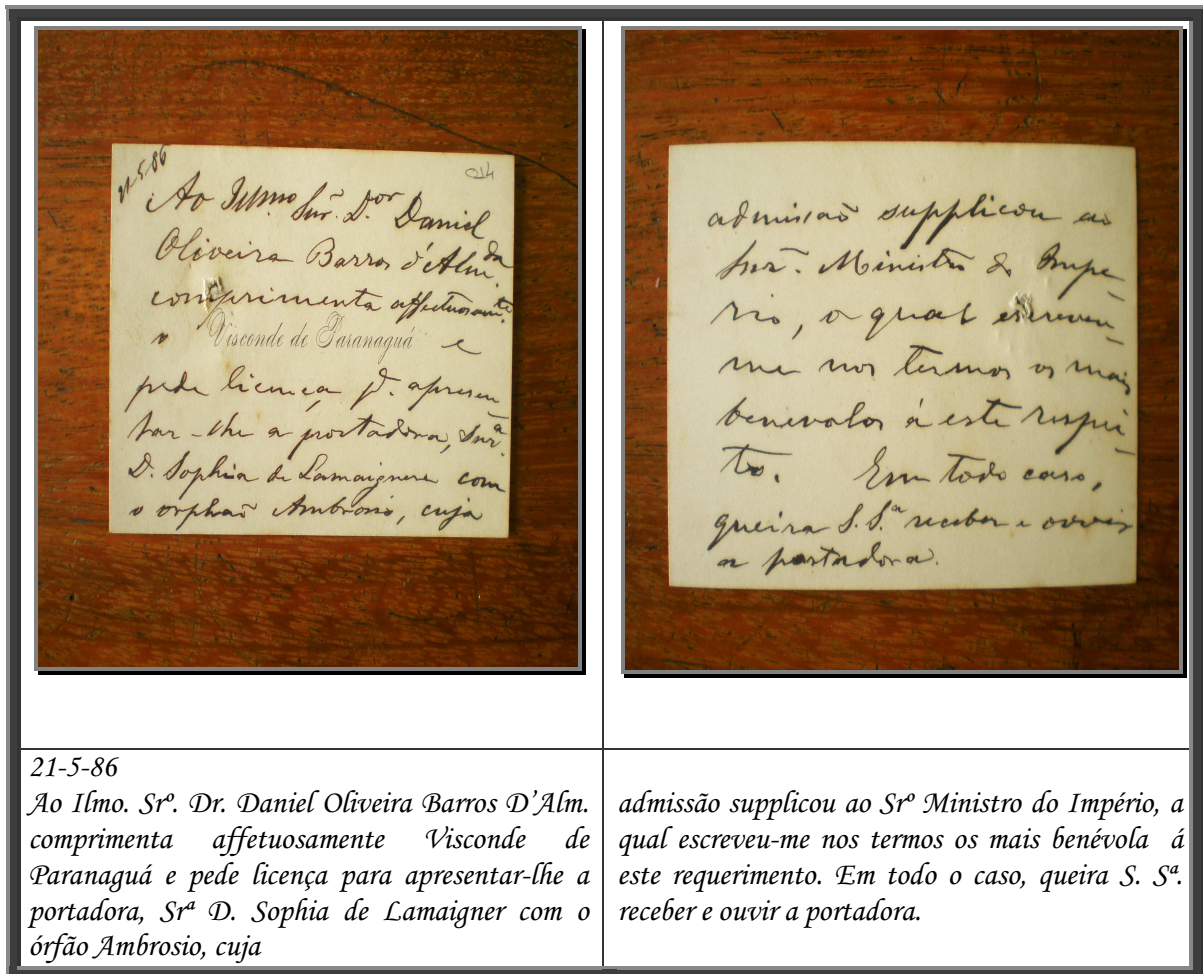 21-5-86
014
Ao Illmo Snr. Dor Daniel
Oliveira Barros d'Almda
comprimenta affectuosamte.
o Visconde de Paranaguá e
pede licença pa. apresen
tar-lhe a portadora, Snra.
D. Sophia de Lamaignere com
o orphaõ Ambrosio, cuja
admissaõ supplicou ao
Snr. Ministro do Impe-
rio, o qual escreveu-
me nos termos os mais
benevolos á este respei
to. Em todo caso,
queira S. S.a receber e ouvir
a portadora.
21-5-86
Ao Ilmo. Srº. Dr. Daniel Oliveira Barros D’Alm.
comprimenta affetuosamente Visconde de
Paranaguá e pede licença para apresentar-lhe a
portadora, Srª D. Sophia de Lamaigner com o
órfão Ambrosio, cuja
admissão supplicou ao Srº Ministro do Império, a
qual escreveu-me nos termos os mais benévola á
este requerimento. Em todo o caso, queira S. Sª.
receber e ouvir a portadora.